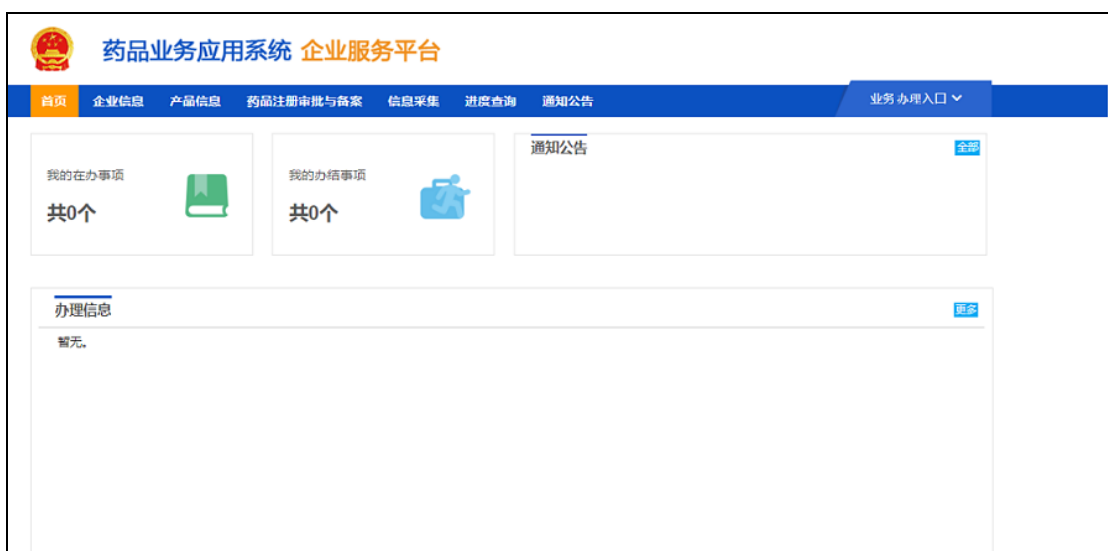 药品业务应用系统 企业服务平台
首页 企业信息 产品信息 药品注册审批与备案 信息采集 进度查询 通知公告 业务办理入口
我的在办事项
共0个
我的办结事项
共0个
通知公告 全部
办理信息 更多
暂无。